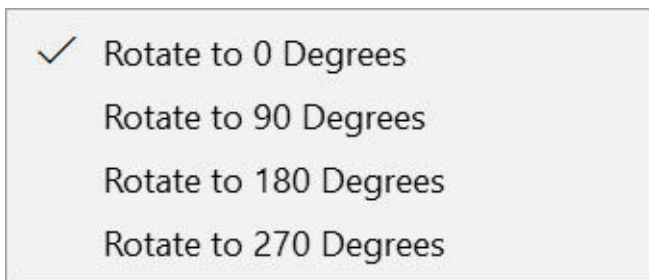 Rotate to 0 Degrees
Rotate to 90 Degrees
Rotate to 180 Degrees
Rotate to 270 Degrees